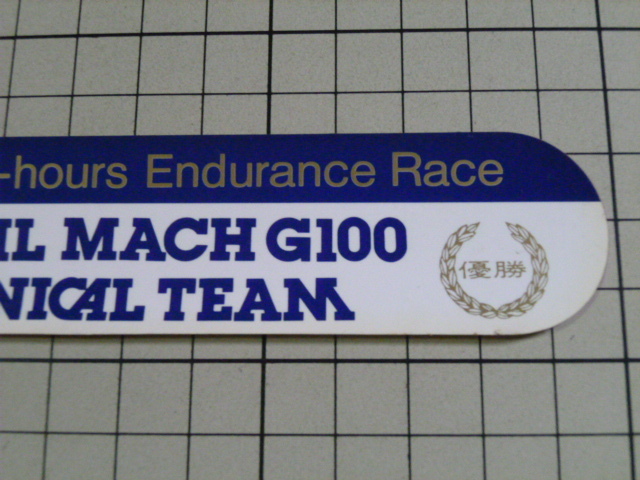 -hours Endurance Race
IL MACH G100
NICAL TEAM
優勝